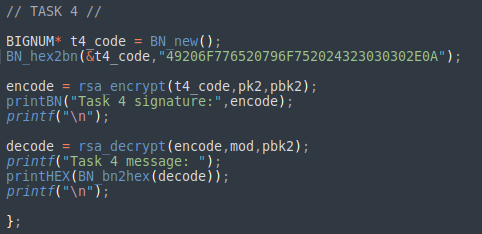 // TASK 4 //
BIGNUM* t4_code = BN_new();
BN_hex2bn(&t4_code,"49206F776520796F752024323030302E0A");
encode = rsa_encrypt(t4_code,pk2,pbk2);
printBN("Task 4 signature:",encode);
printf("\n");
decode = rsa_decrypt(encode,mod,pbk2);
printf("Task 4 message: ");
printHEX(BN_bn2hex(decode));
printf("\n");
};